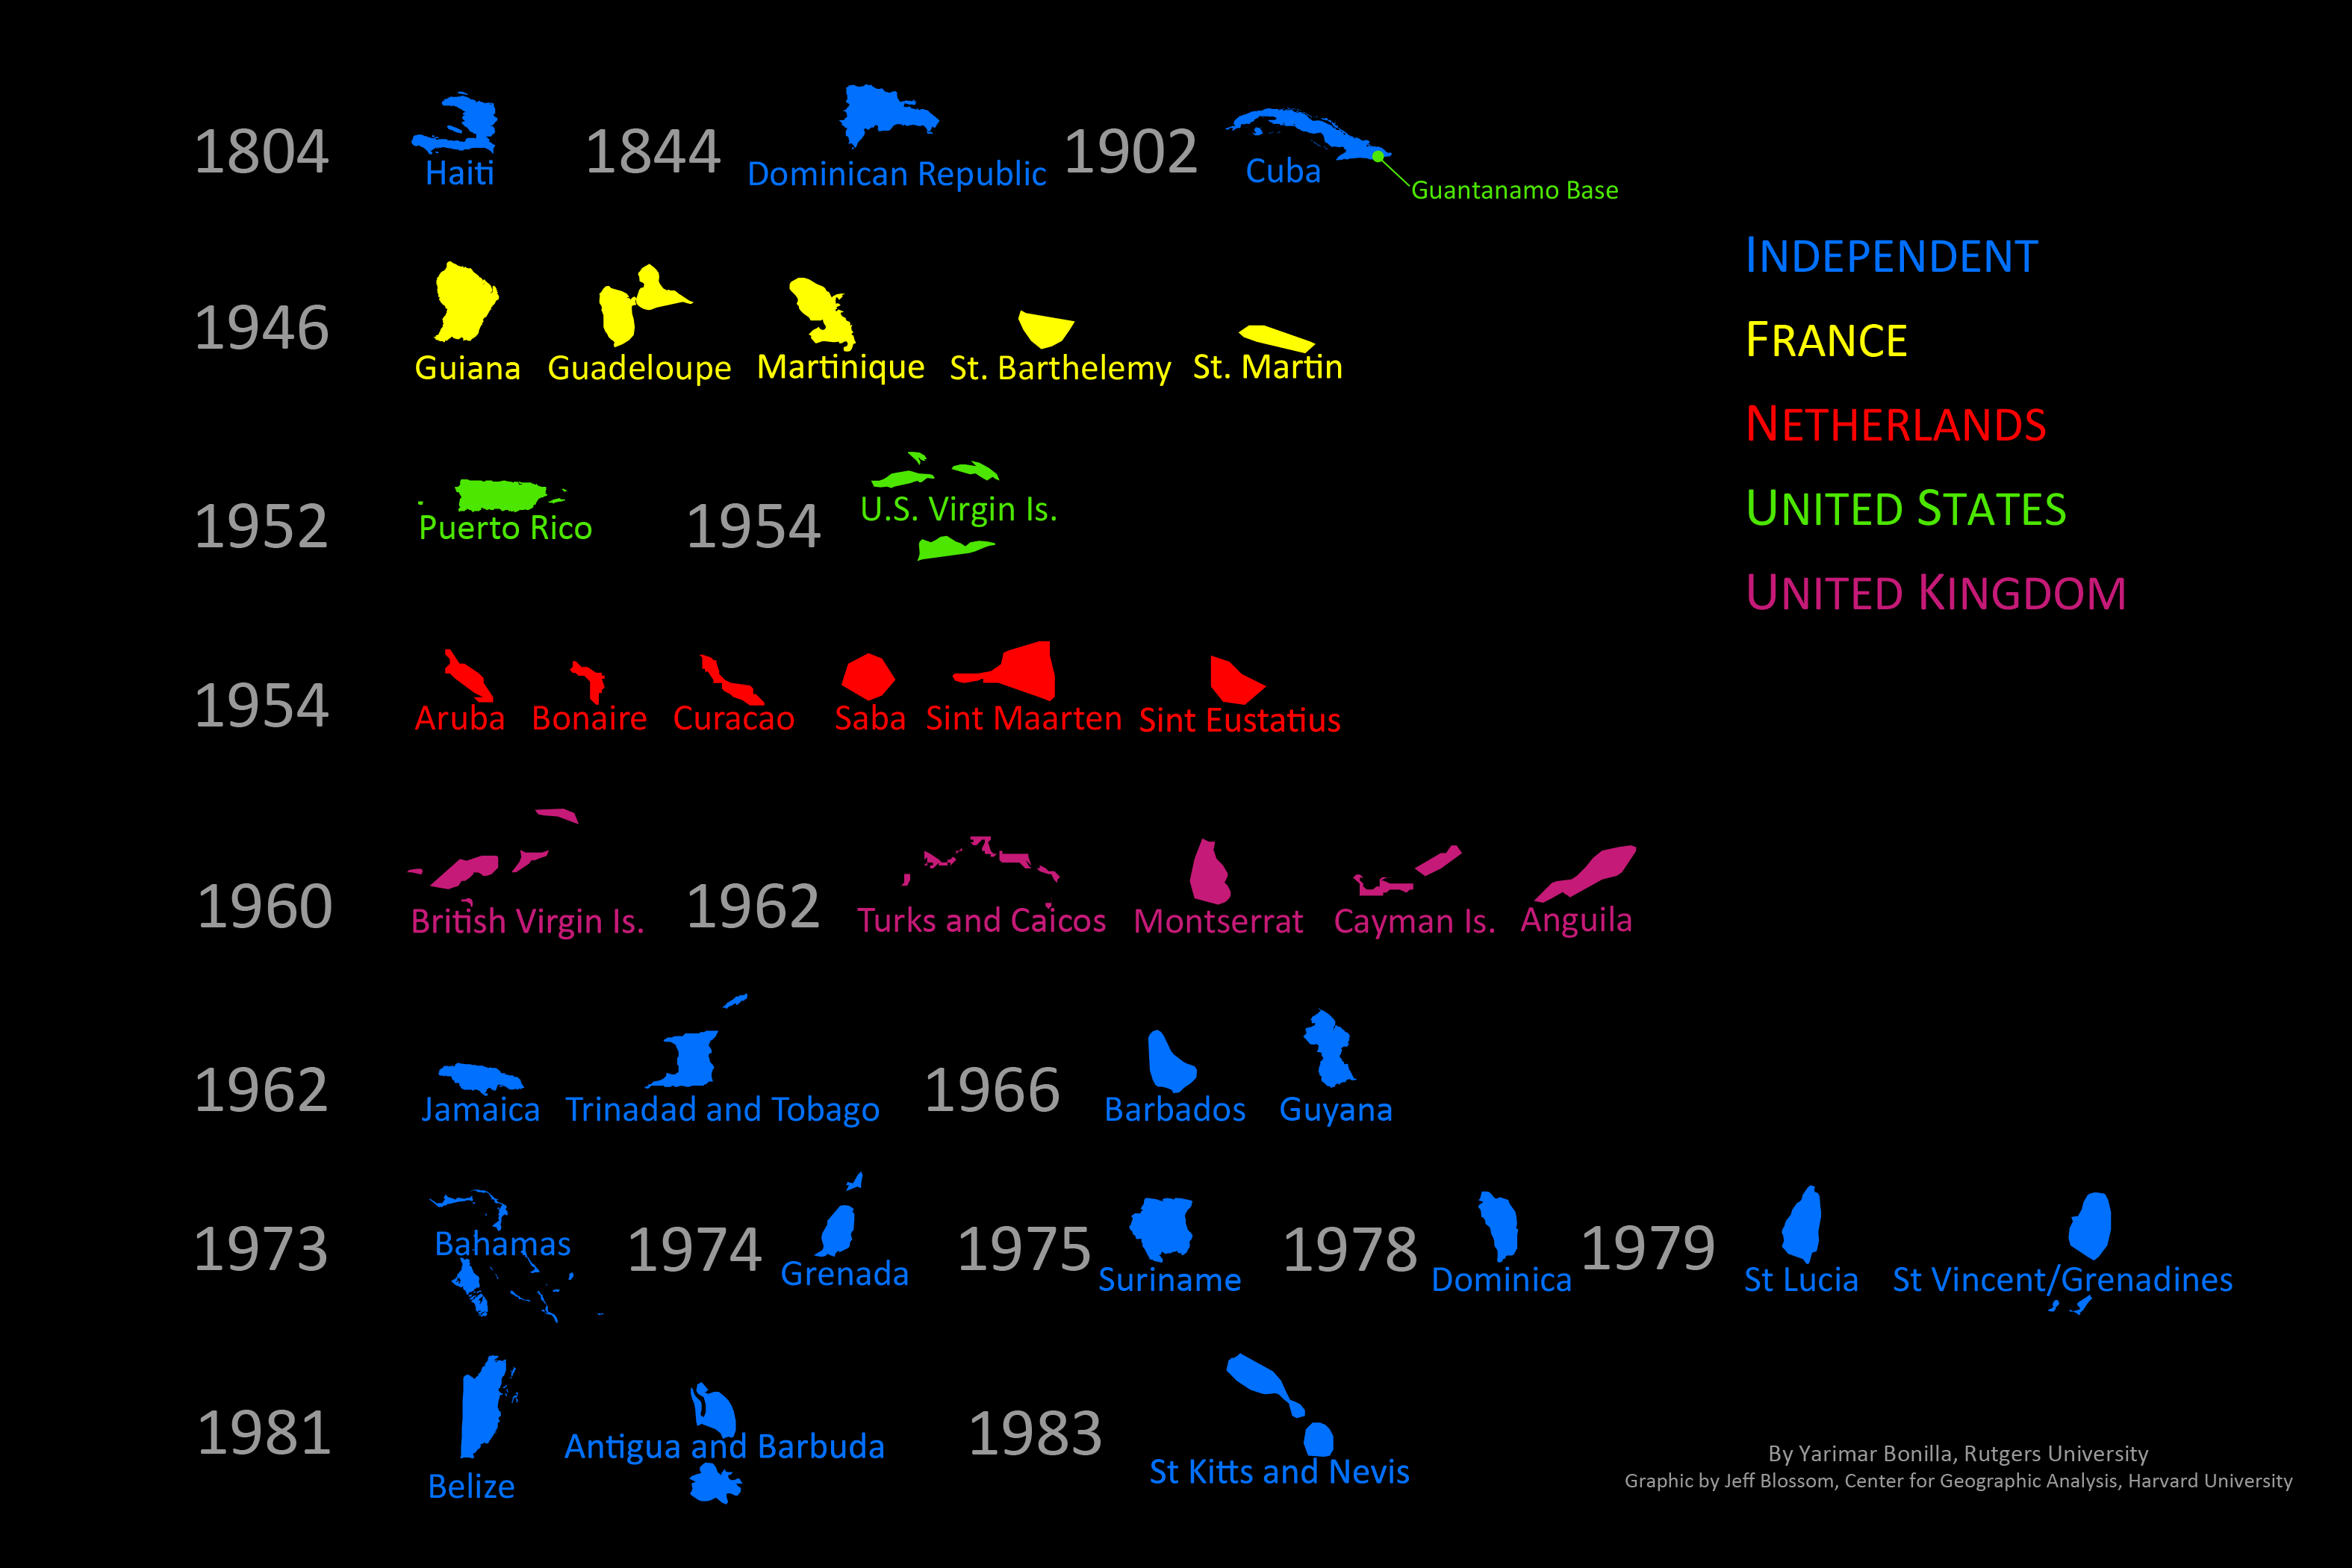 1804 Haiti 1844 Dominican Republic 1902 Cuba
Guantanamo Base
INDEPENDENT
FRANCE
NETHERLANDS
UNITED STATES
UNITED KINGDOM
1946 Guiana Guadeloupe Martinique St. Barthelemy St. Martin
1952 Puerto Rico 1954 U.S. Virgin Is.
1954 Aruba Bonaire Curacao Saba Sint Maarten Sint Eustatius
1960 British Virgin Is. 1962 Turks and Caicos Montserrat Cayman Is. Anguila
1962 Jamaica Trinadad and Tobago 1966 Barbados Guyana
1973 Bahamas 1974 Grenada 1975 Suriname 1978 Dominica 1979 St Lucia St Vincent/Grenadines
1981 Belize Antigua and Barbuda 1983 St Kitts and Nevis
By Yarimar Bonilla, Rutgers University
Graphic by Jeff Blossom, Center for Geographic Analysis, Harvard University